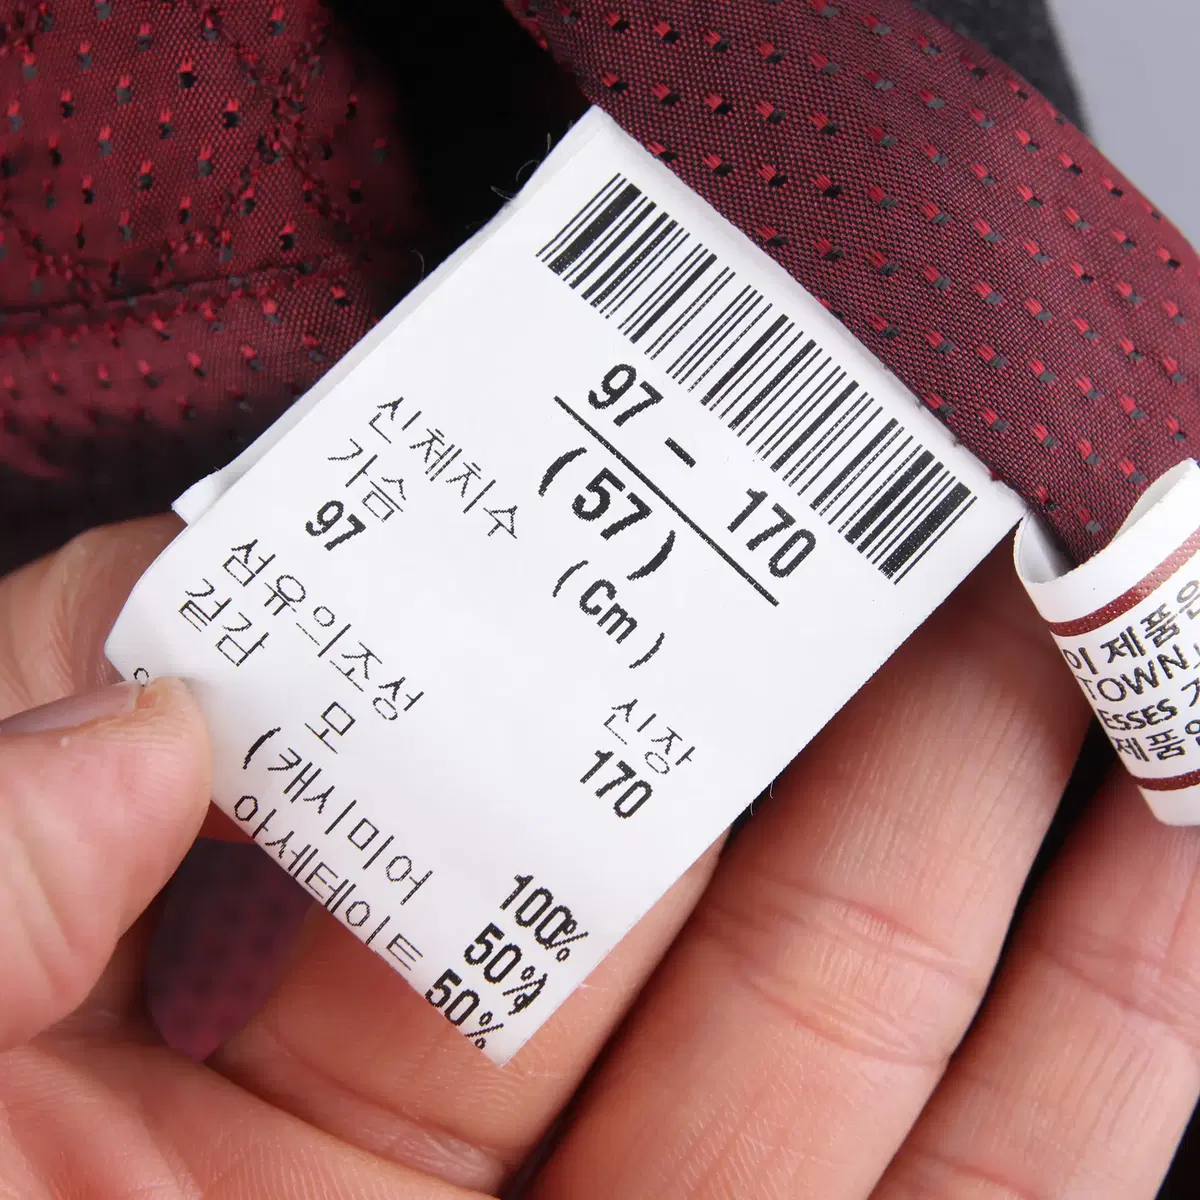 97 - 170
(57)
신체치수 (Cm)
가슴 신장
97 170
섬유의조성
겉감 모 100%
(캐시미어 50%)
아세테이트 50%
이 제품은
TOWN
ESSES
제품입